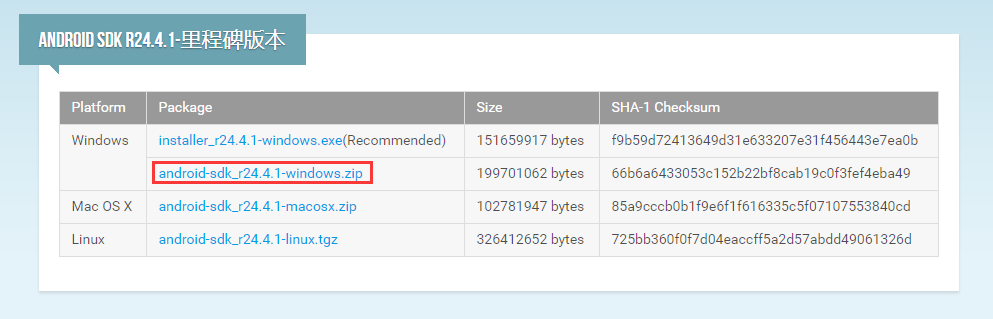 ANDROID SDK R24.4.1-里程碑版本
Platform Package Size SHA-1 Checksum
Windows installer_r24.4.1-windows.exe(Recommended) 151659917 bytes f9b59d72413649d31e633207e31f456443e7ea0b
android-sdk_r24.4.1-windows.zip 199701062 bytes 66b6a6433053c152b22bf8cab19c0f3fef4eba49
Mac OS X android-sdk_r24.4.1-macosx.zip 102781947 bytes 85a9cccb0b1f9e6f1f616335c5f07107553840cd
Linux android-sdk_r24.4.1-linux.tgz 326412652 bytes 725bb360f0f7d04eaccff5a2d57abdd49061326d